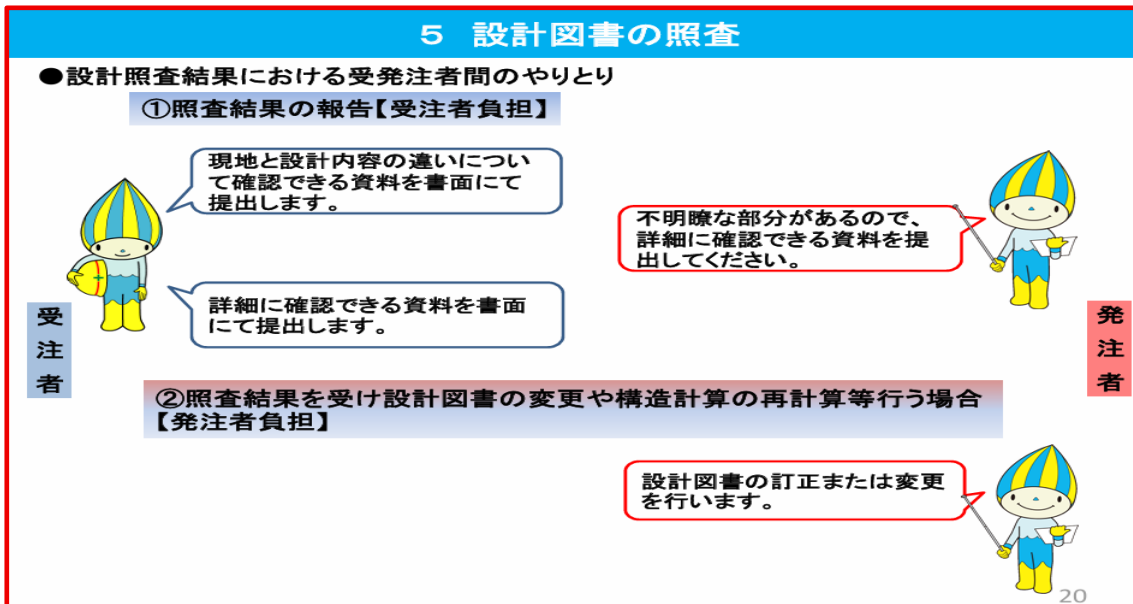 5 設計図書の照査
●設計照査結果における受発注者間のやりとり
①照査結果の報告【受注者負担】
現地と設計内容の違いについ
て確認できる資料を書面にて
提出します。
不明瞭な部分があるので、
詳細に確認できる資料を提
出してください。
詳細に確認できる資料を書面
にて提出します。
受
注
者
発
注
者
②照査結果を受け設計図書の変更や構造計算の再計算等行う場合
【発注者負担】
設計図書の訂正または変更
を行います。
20